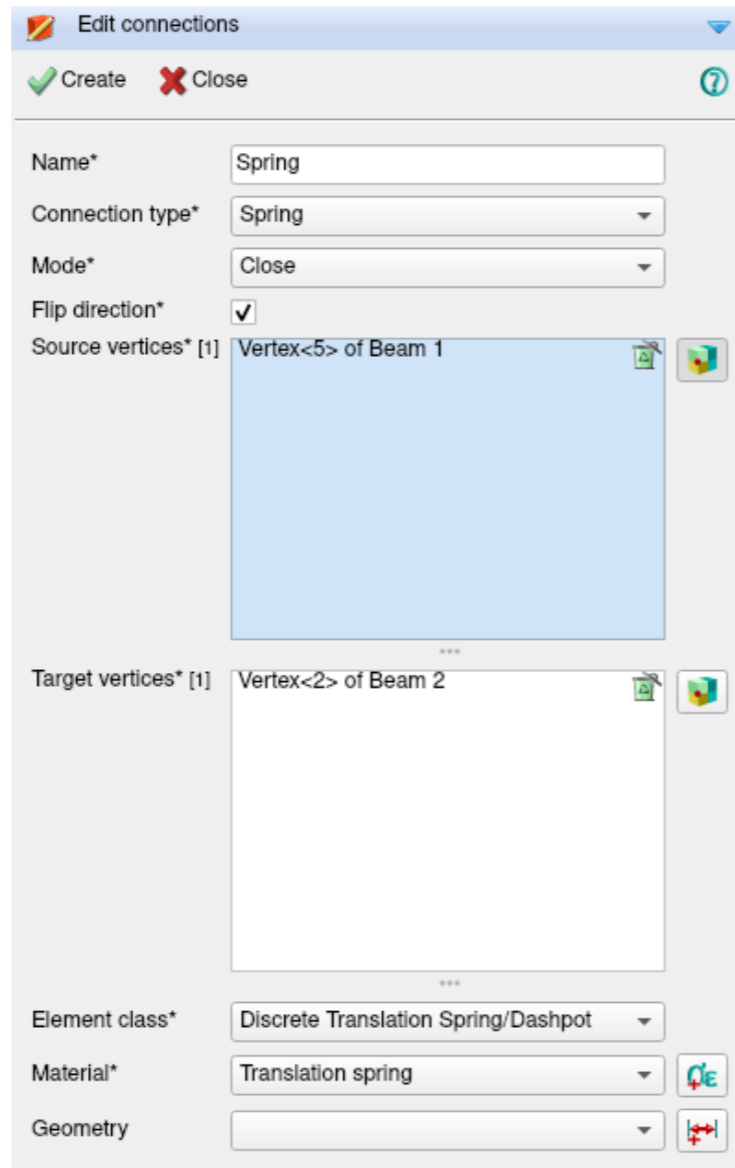 Edit connections
Create Close
Name* Spring
Connection type* Spring
Mode* Close
Flip direction*
Source vertices* [1] Vertex<5> of Beam 1
Target vertices* [1] Vertex<2> of Beam 2
Element class* Discrete Translation Spring/Dashpot
Material* Translation spring
Geometry